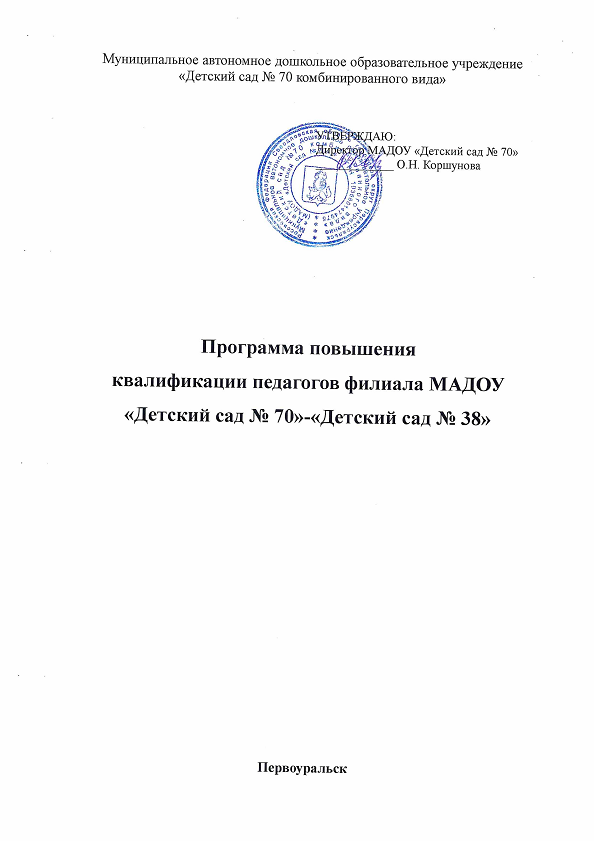 Муниципальное автономное дошкольное образовательное учреждение
«Детский сад № 70 комбинированного вида»
УТВЕРЖДАЮ:
Директор МАДОУ «Детский сад № 70»
О.Н. Коршунова
Программа повышения
квалификации педагогов филиала МАДОУ
«Детский сад № 70»-«Детский сад № 38»
Первоуральск